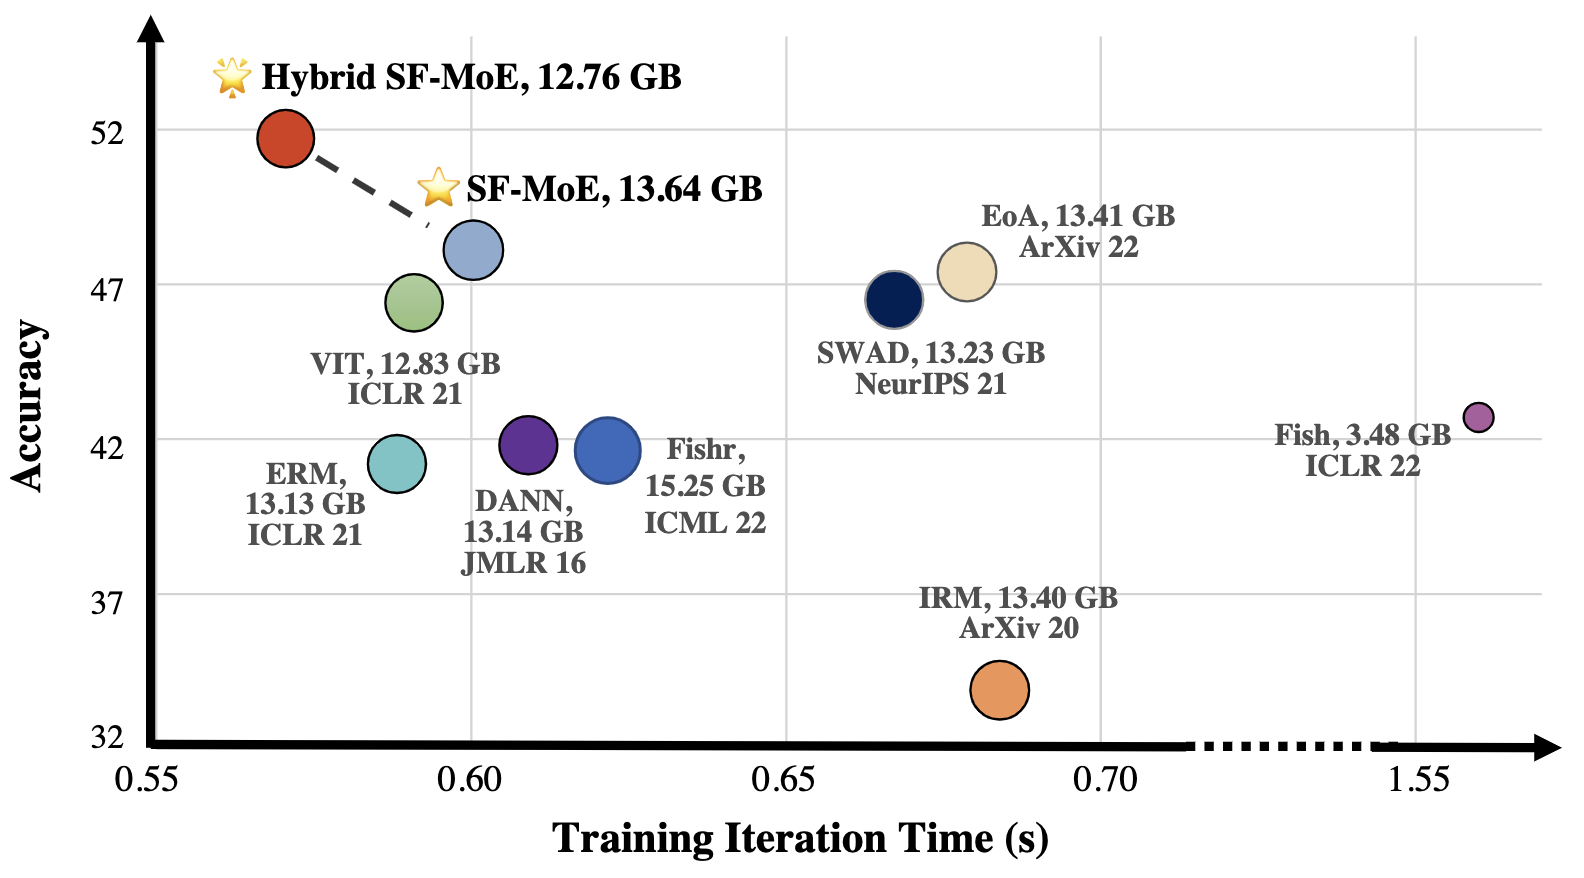 Hybrid SF-MoE, 12.76 GB
52
SF-MoE, 13.64 GB
EoA, 13.41 GB
ArXiv 22
47
VIT, 12.83 GB
ICLR 21
SWAD, 13.23 GB
NeurIPS 21
Accuracy
42
ERM,
13.13 GB
ICLR 21
DANN,
13.14 GB
JMLR 16
Fishr,
15.25 GB
ICML 22
Fish, 3.48 GB
ICLR 22
37
IRM, 13.40 GB
ArXiv 20
32
0.55 0.60 0.65 0.70 1.55
Training Iteration Time (s)